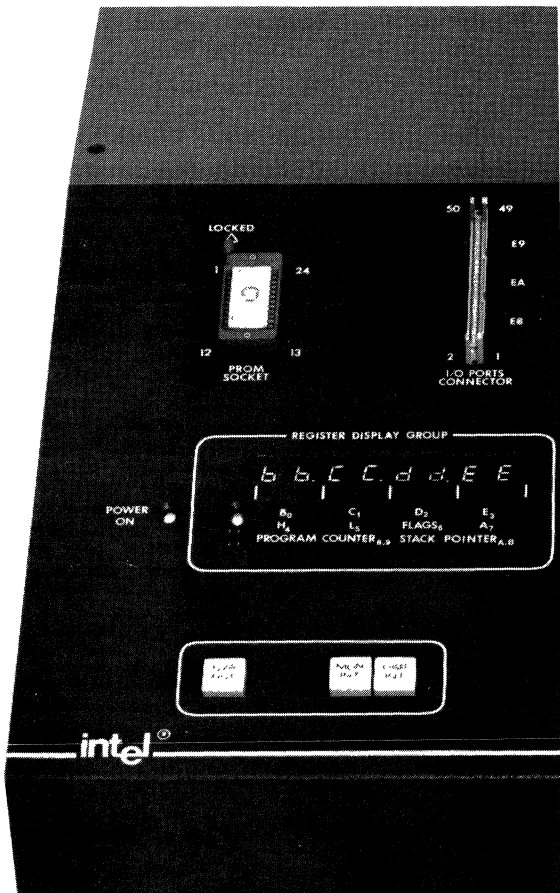 LOCKED
1 24
12 13
PROM
SOCKET
50 49
E9
EA
E8
2 1
I/O PORTS
CONNECTOR
REGISTER DISPLAY GROUP
b b. C C. d d. E E
POWER
ON
B0 C1 D2 E3
H4 L5 FLAGS6 A7
PROGRAM COUNTER8,9 STACK POINTERA,B
intel®